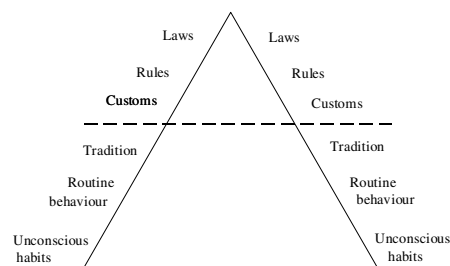 Laws
Rules
Customs
Tradition
Routine
behaviour
Unconscious
habits
Laws
Rules
Customs
Tradition
Routine
behaviour
Unconscious
habits